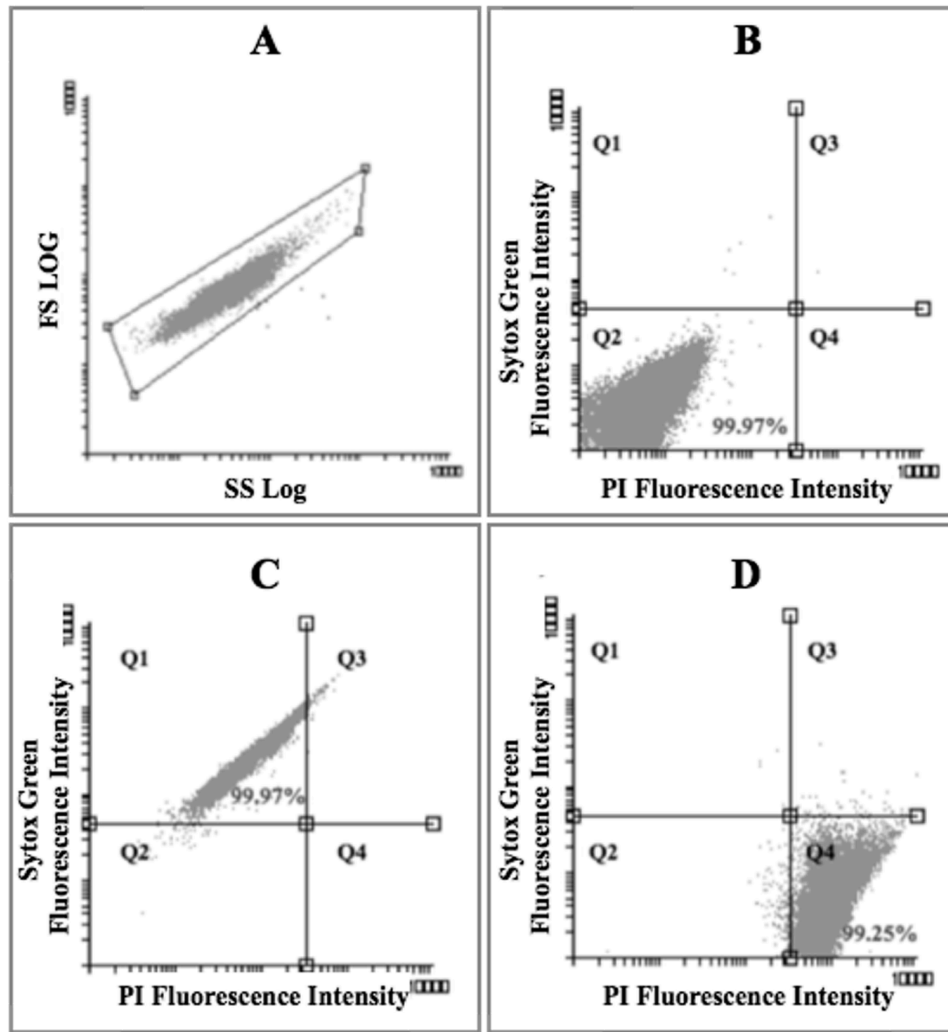 A
FS LOG
SS Log
B
Q1
Q3
Q2
Q4
99.97%
Sytox Green
Fluorescence Intensity
PI Fluorescence Intensity
C
Q1
Q3
99.97%
Q2
Q4
Sytox Green
Fluorescence Intensity
PI Fluorescence Intensity
D
Q1
Q3
Q2
Q4
99.25%
Sytox Green
Fluorescence Intensity
PI Fluorescence Intensity